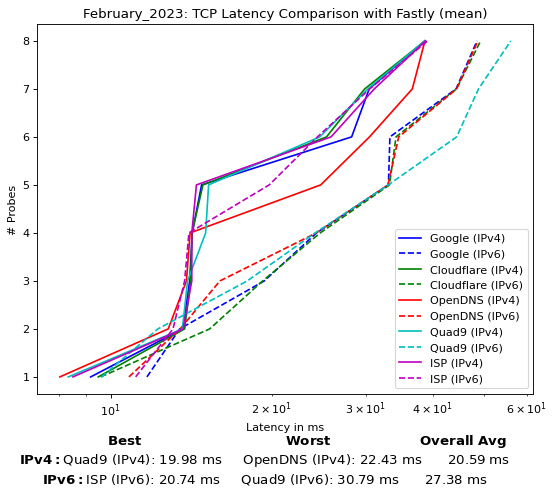 February_2023: TCP Latency Comparison with Fastly (mean)
8
7
6
5
4
3
2
1
# Probes
Google (IPv4)
Google (IPv6)
Cloudflare (IPv4)
Cloudflare (IPv6)
OpenDNS (IPv4)
OpenDNS (IPv6)
Quad9 (IPv4)
Quad9 (IPv6)
ISP (IPv4)
ISP (IPv6)
10¹ 2 × 10¹ 3 × 10¹ 4 × 10¹ 6 × 10¹
Latency in ms
Best Worst Overall Avg
IPv4: Quad9 (IPv4): 19.98 ms OpenDNS (IPv4): 22.43 ms 20.59 ms
IPv6: ISP (IPv6): 20.74 ms Quad9 (IPv6): 30.79 ms 27.38 ms